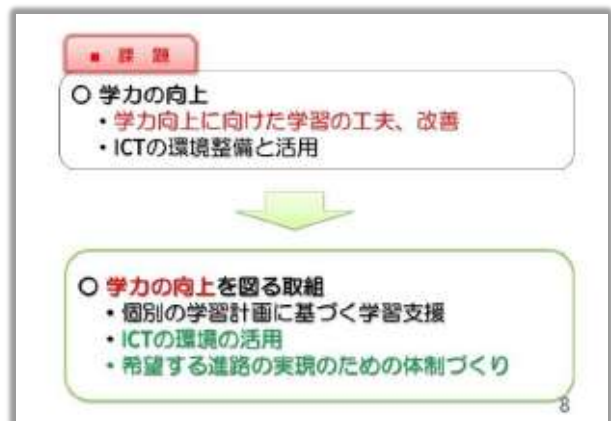 ■ 課 題
○ 学力の向上
・学力向上に向けた学習の工夫、改善
・ICTの環境整備と活用
○ 学力の向上を図る取組
・個別の学習計画に基づく学習支援
・ICTの環境の活用
・希望する進路の実現のための体制づくり
8